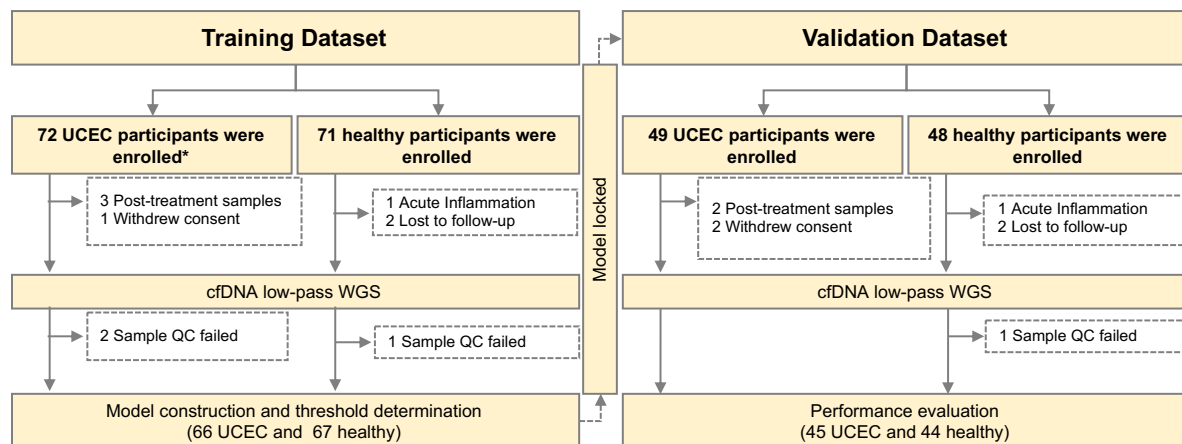 Training Dataset
72 UCEC participants were
enrolled*
71 healthy participants were
enrolled
3 Post-treatment samples
1 Withdrew consent
1 Acute Inflammation
2 Lost to follow-up
cfDNA low-pass WGS
2 Sample QC failed
1 Sample QC failed
Model construction and threshold determination
(66 UCEC and  67 healthy)
Model locked
Validation Dataset
49 UCEC participants were
enrolled
48 healthy participants were
enrolled
2 Post-treatment samples
2 Withdrew consent
1 Acute Inflammation
2 Lost to follow-up
cfDNA low-pass WGS
1 Sample QC failed
Performance evaluation
(45 UCEC and 44 healthy)